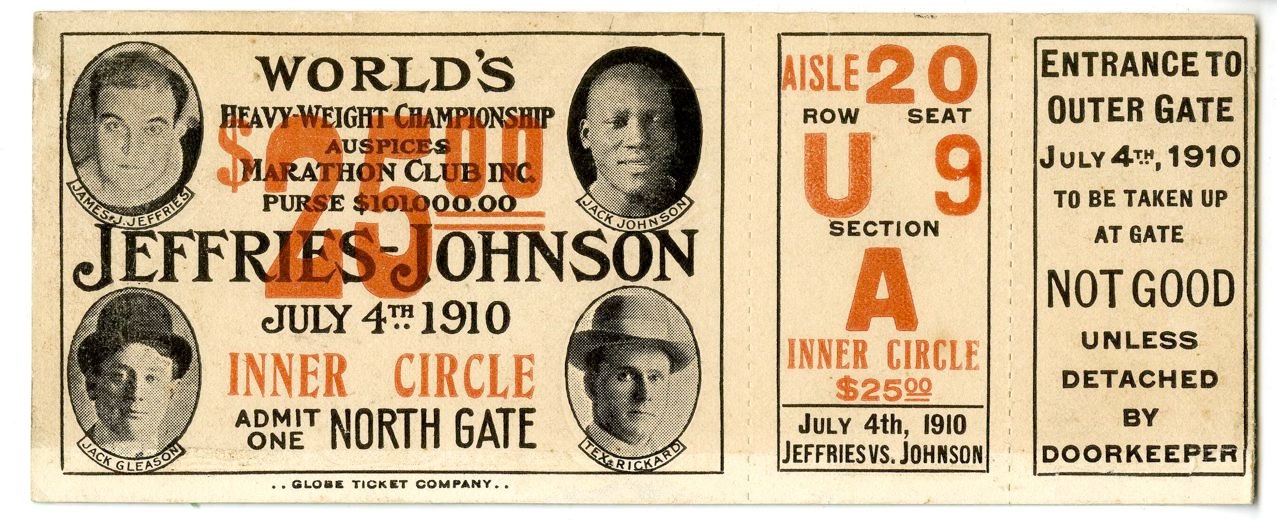 WORLD'S
HEAVY-WEIGHT CHAMPIONSHIP
AUSPICES
MARATHON CLUB INC.
PURSE $101000.00
$25.00
JAMES J. JEFFRIES
JACK JOHNSON
JEFFRIES-JOHNSON
JULY 4TH 1910
INNER CIRCLE
ADMIT ONE NORTH GATE
JACK GLEASON
TEX RICKARD
..GLOBE TICKET COMPANY..
AISLE 20
ROW SEAT
U 9
SECTION
A
INNER CIRCLE
$25.00
JULY 4th, 1910
JEFFRIES VS. JOHNSON
ENTRANCE TO
OUTER GATE
JULY 4TH, 1910
TO BE TAKEN UP
AT GATE
NOT GOOD
UNLESS
DETACHED
BY
DOORKEEPER